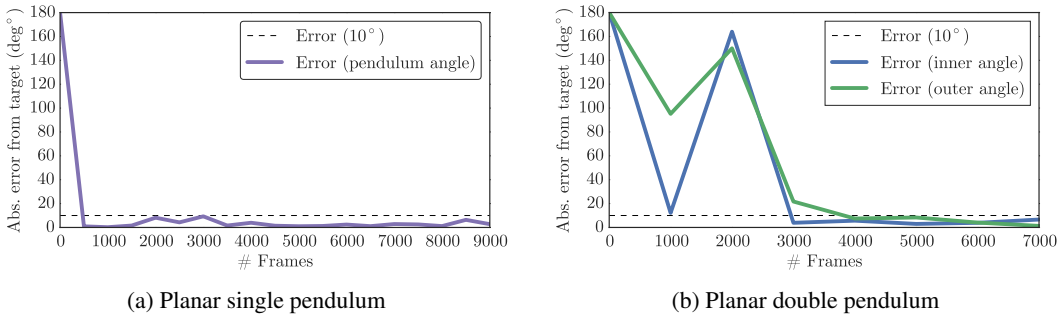 Abs. error from target (deg°)
180
160
140
120
100
80
60
40
20
0
Error (10°)
Error (pendulum angle)
0 1000 2000 3000 4000 5000 6000 7000 8000 9000
# Frames
(a) Planar single pendulum
Abs. error from target (deg°)
180
160
140
120
100
80
60
40
20
0
Error (10°)
Error (inner angle)
Error (outer angle)
0 1000 2000 3000 4000 5000 6000 7000
# Frames
(b) Planar double pendulum